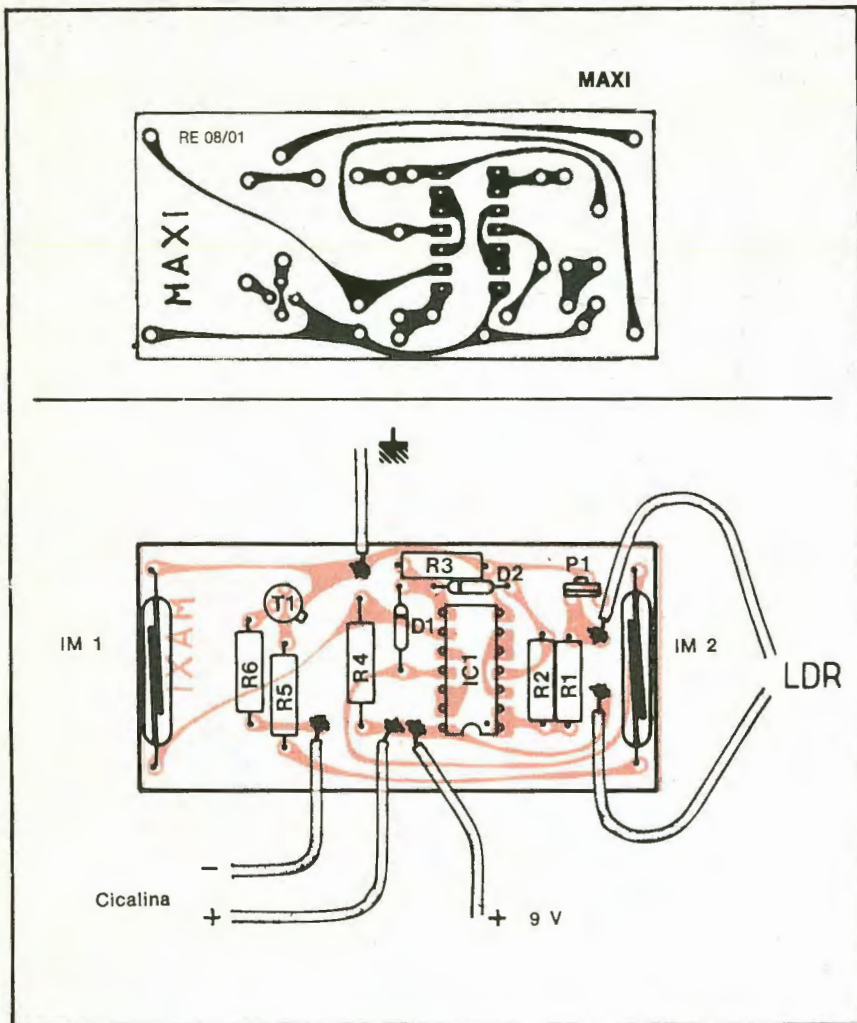 MAXI
RE 08/01
MAXI
R3
D2
P1
T1
D1
IM 1
MAXI
R6
R5
R4
IC1
R2
R1
IM 2
LDR
−
Cicalina
+
+ 9 V